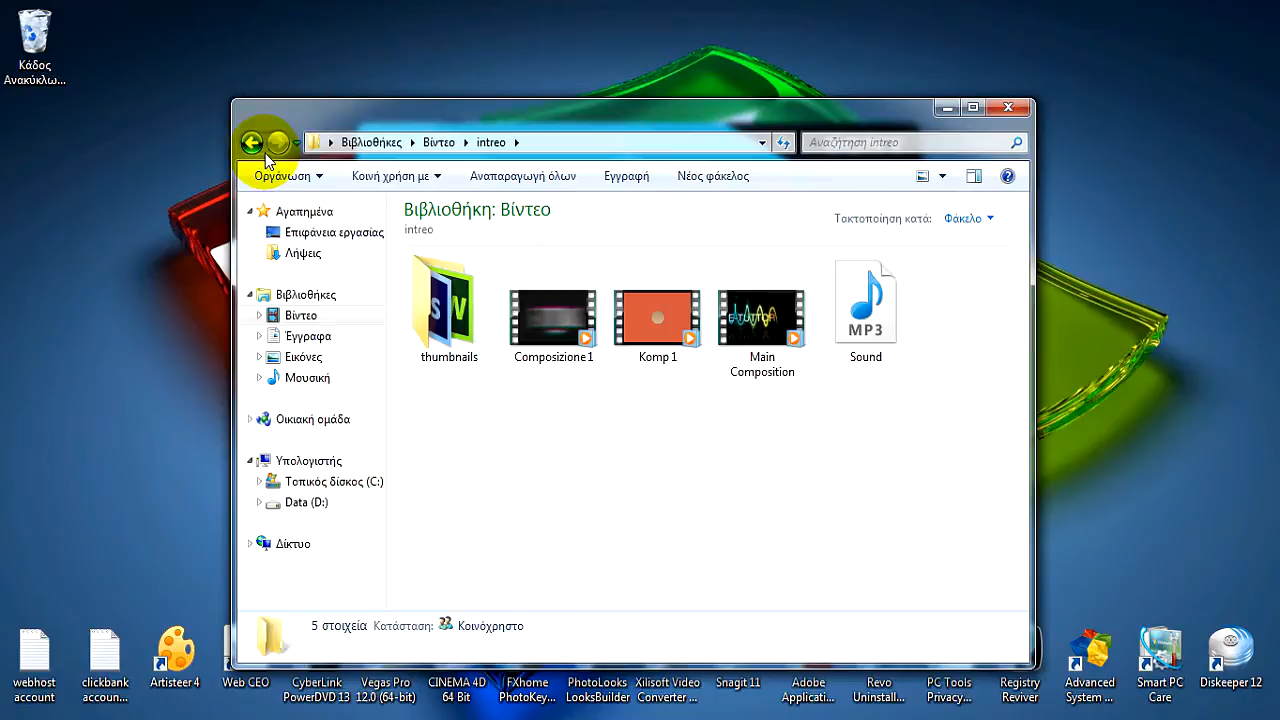 Κάδος
Ανακύκλω...
Βιβλιοθήκες Βίντεο intreo
Αναζήτηση intreo
Οργάνωση Κοινή χρήση με Αναπαραγωγή όλων Εγγραφή Νέος φάκελος
Αγαπημένα
Επιφάνεια εργασίας
Λήψεις
Βιβλιοθήκες
Βίντεο
Έγγραφα
Εικόνες
Μουσική
Οικιακή ομάδα
Υπολογιστής
Τοπικός δίσκος (C:)
Data (D:)
Δίκτυο
Βιβλιοθήκη: Βίντεο
intreo
Τακτοποίηση κατά: Φάκελο
thumbnails
Composizione1
Komp 1
E-TUTTOR
Main
Composition
MP3
Sound
5 στοιχεία Κατάσταση: Κοινόχρηστο
webhost
account
clickbank
accoun...
Artisteer 4
Web CEO
CyberLink
PowerDVD 13
Vegas Pro
12.0 (64-bit)
CINEMA 4D
64 Bit
FXhome
PhotoKey...
PhotoLooks
LooksBuilder
Xilisoft Video
Converter ...
Snagit 11
Adobe
Applicati...
Revo
Uninstall...
PC Tools
Privacy...
Registry
Reviver
Advanced
System ...
Smart PC
Care
Diskeeper 12